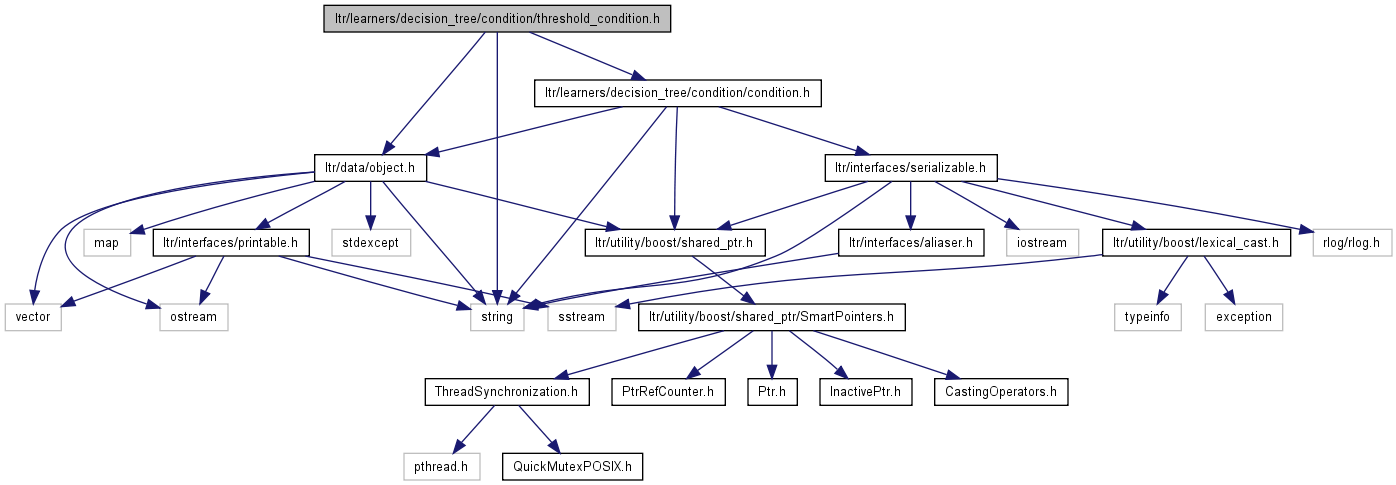 ltr/learners/decision_tree/condition/threshold_condition.h
ltr/learners/decision_tree/condition/condition.h
ltr/data/object.h
ltr/interfaces/serializable.h
map
ltr/interfaces/printable.h
stdexcept
ltr/utility/boost/shared_ptr.h
ltr/interfaces/aliaser.h
iostream
ltr/utility/boost/lexical_cast.h
rlog/rlog.h
vector
ostream
string
sstream
ltr/utility/boost/shared_ptr/SmartPointers.h
typeinfo
exception
ThreadSynchronization.h
PtrRefCounter.h
Ptr.h
InactivePtr.h
CastingOperators.h
pthread.h
QuickMutexPOSIX.h